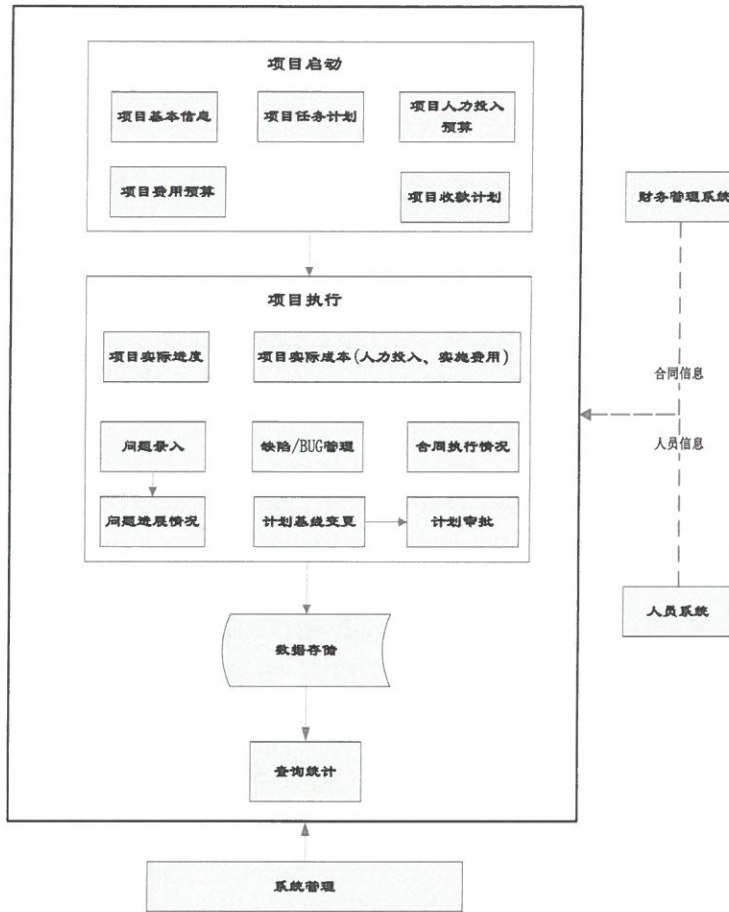 项目启动
项目基本信息
项目任务计划
项目人力投入
预算
项目费用预算
项目收款计划
财务管理系统
项目执行
项目实际进度
项目实际成本(人力投入、实施费用)
合同信息
人员信息
问题录入
缺陷/BUG管理
合同执行情况
问题进展情况
计划基线变更
计划审批
人员系统
数据存储
查询统计
系统管理